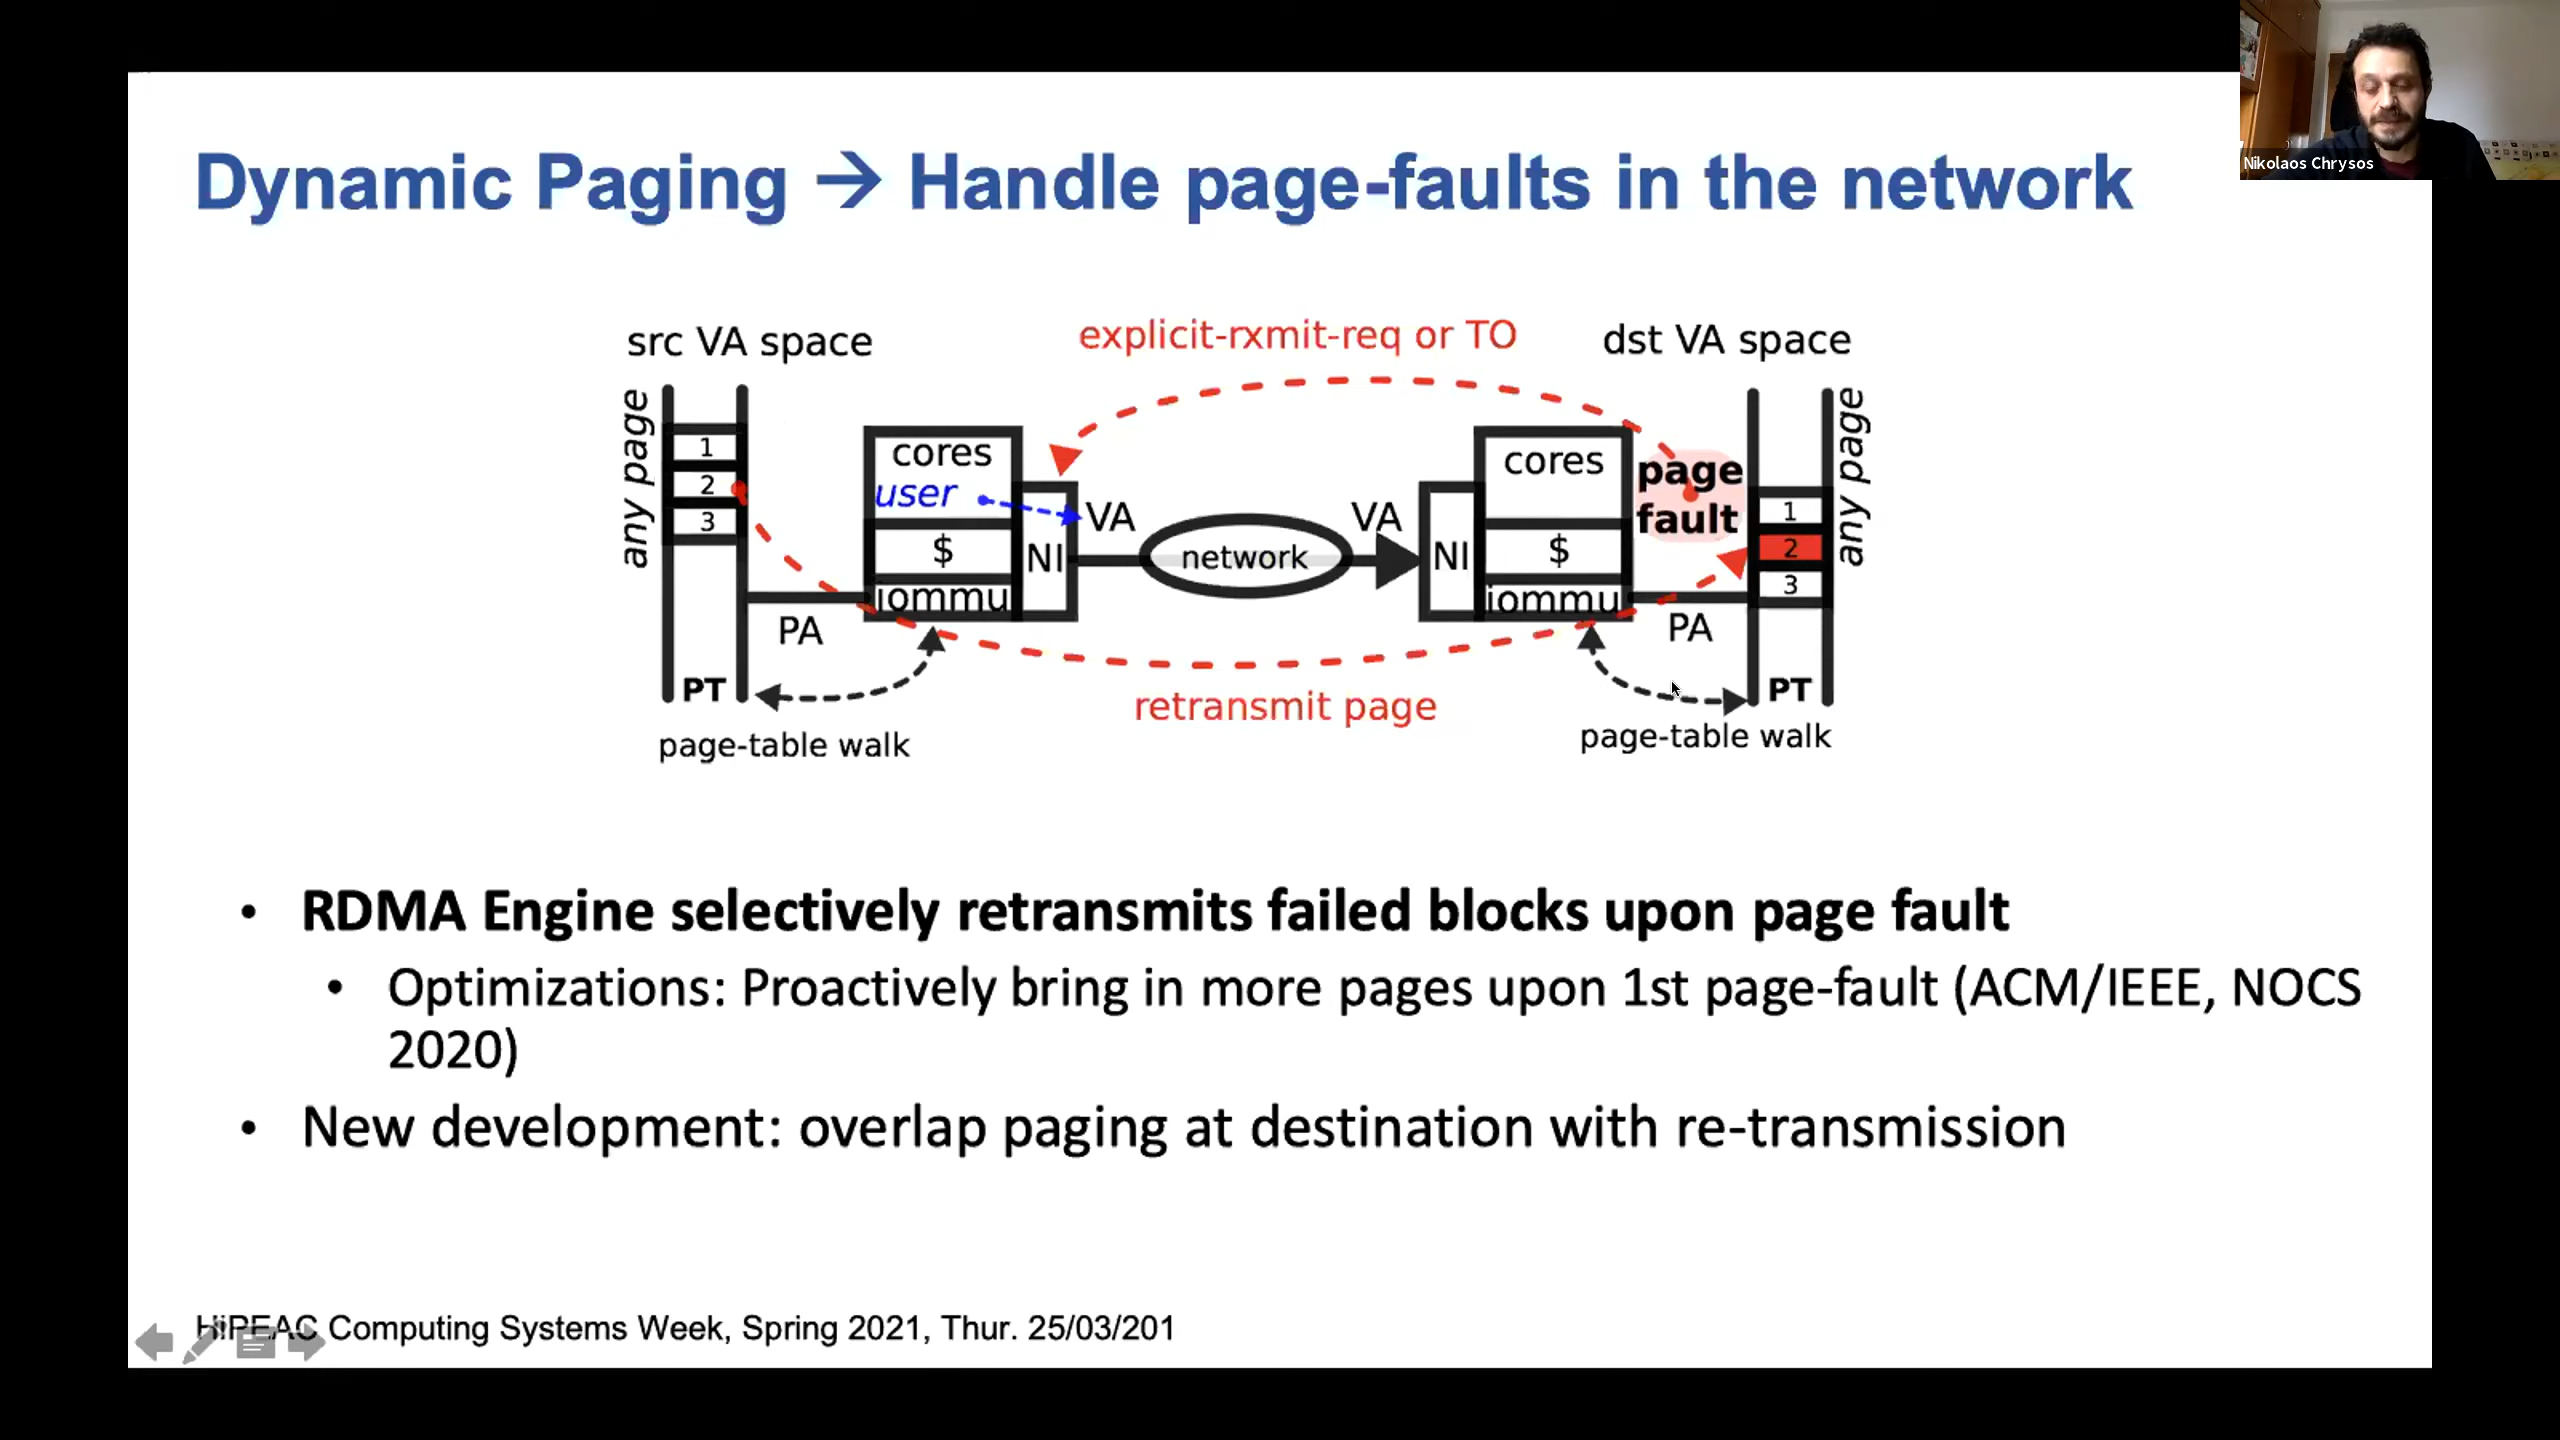 Nikolaos Chrysos
Dynamic Paging → Handle page-faults in the network
src VA space
explicit-rxmit-req or TO
dst VA space
any page
1
2
3
PT
PA
page-table walk
cores
user
$
iommu
NI
VA
network
VA
NI
cores
$
iommu
page
fault
PA
retransmit page
1
2
3
PT
any page
page-table walk
• RDMA Engine selectively retransmits failed blocks upon page fault
• Optimizations: Proactively bring in more pages upon 1st page-fault (ACM/IEEE, NOCS
2020)
• New development: overlap paging at destination with re-transmission
HiPEAC Computing Systems Week, Spring 2021, Thur. 25/03/201